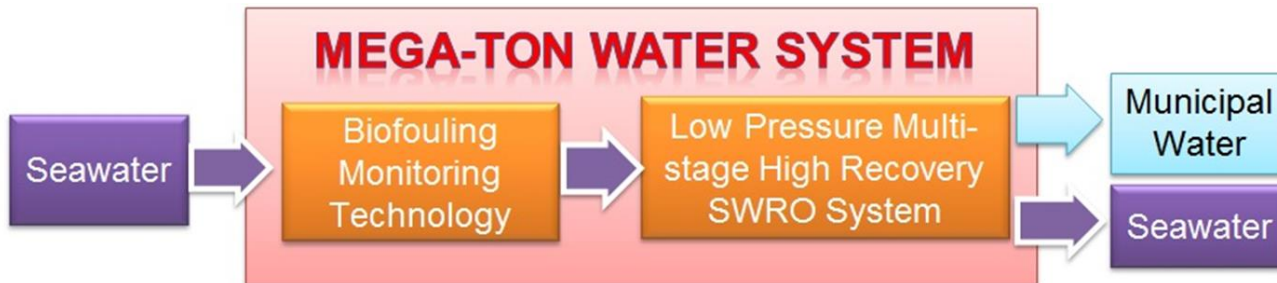 MEGA-TON WATER SYSTEM
Seawater
Biofouling
Monitoring
Technology
Low Pressure Multi-
stage High Recovery
SWRO System
Municipal
Water
Seawater